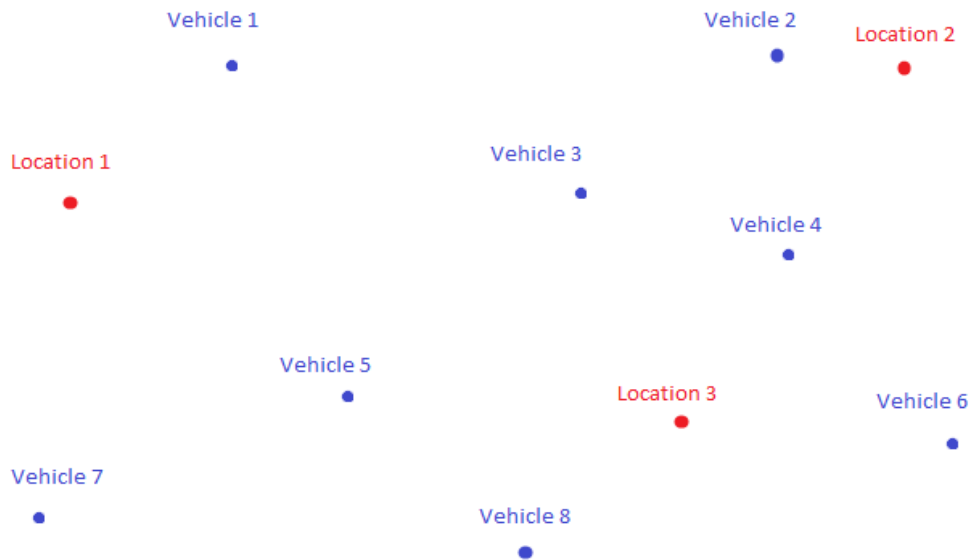 Vehicle 1
Vehicle 2
Location 2
Location 1
Vehicle 3
Vehicle 4
Vehicle 5
Location 3
Vehicle 6
Vehicle 7
Vehicle 8